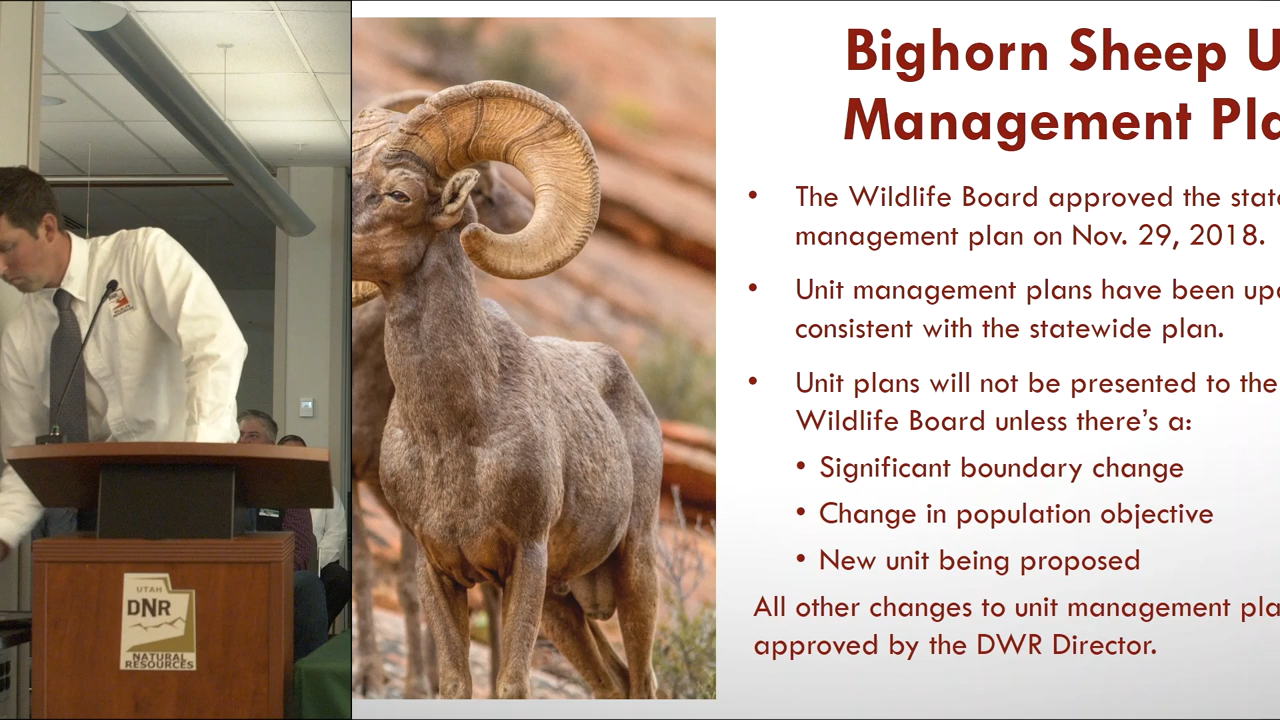 Bighorn Sheep U
Management Pla
• The Wildlife Board approved the state
management plan on Nov. 29, 2018.
• Unit management plans have been upd
consistent with the statewide plan.
• Unit plans will not be presented to the
Wildlife Board unless there's a:
• Significant boundary change
• Change in population objective
• New unit being proposed
All other changes to unit management pla
approved by the DWR Director.
UTAH
DNR
NATURAL
RESOURCES